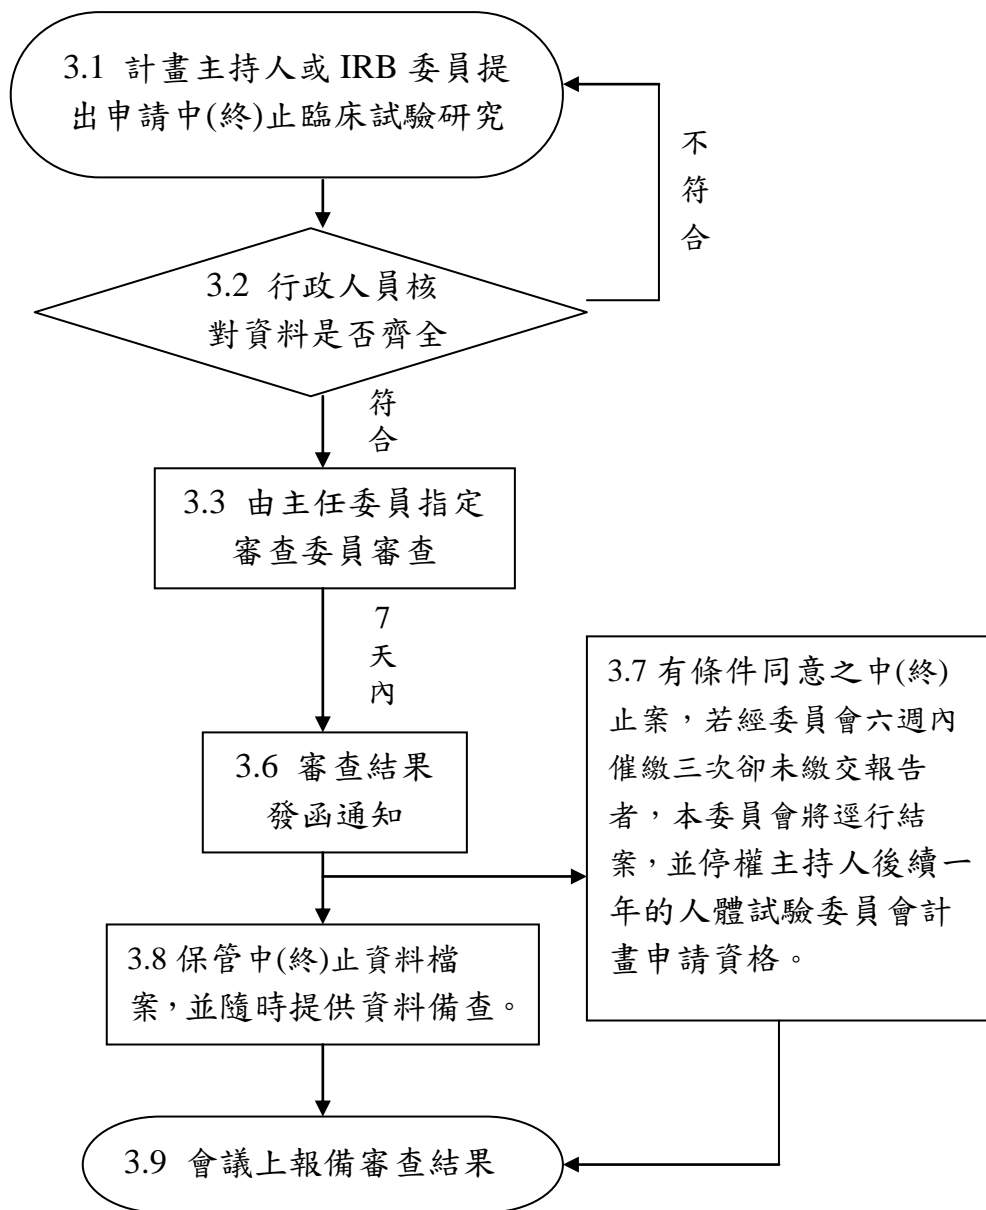 3.1 計畫主持人或 IRB 委員提
出申請中(終)止臨床試驗研究
不
符
合
3.2 行政人員核
對資料是否齊全
符
合
3.3 由主任委員指定
審查委員審查
7
天
內
3.6 審查結果
發函通知
3.7 有條件同意之中(終)
止案，若經委員會六週內
催繳三次卻未繳交報告
者，本委員會將逕行結
案，並停權主持人後續一
年的人體試驗委員會計
畫申請資格。
3.8 保管中(終)止資料檔
案，並隨時提供資料備查。
3.9 會議上報備審查結果